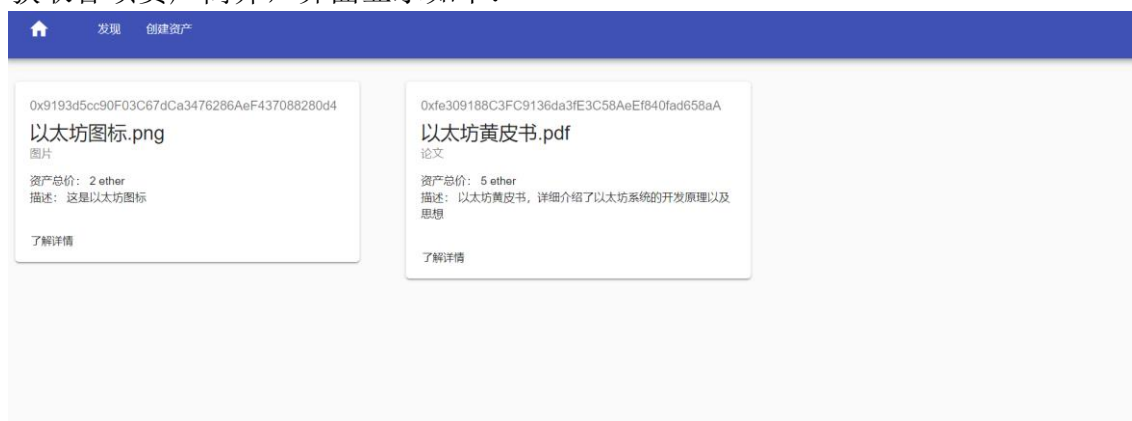 发现 创建资产
0x9193d5cc90F03C67dCa3476286AeF437088280d4
以太坊图标.png
图片
资产总价： 2 ether
描述： 这是以太坊图标
了解详情
0xfe309188C3FC9136da3fE3C58AeEf840fad658aA
以太坊黄皮书.pdf
论文
资产总价： 5 ether
描述： 以太坊黄皮书，详细介绍了以太坊系统的开发原理以及
思想
了解详情